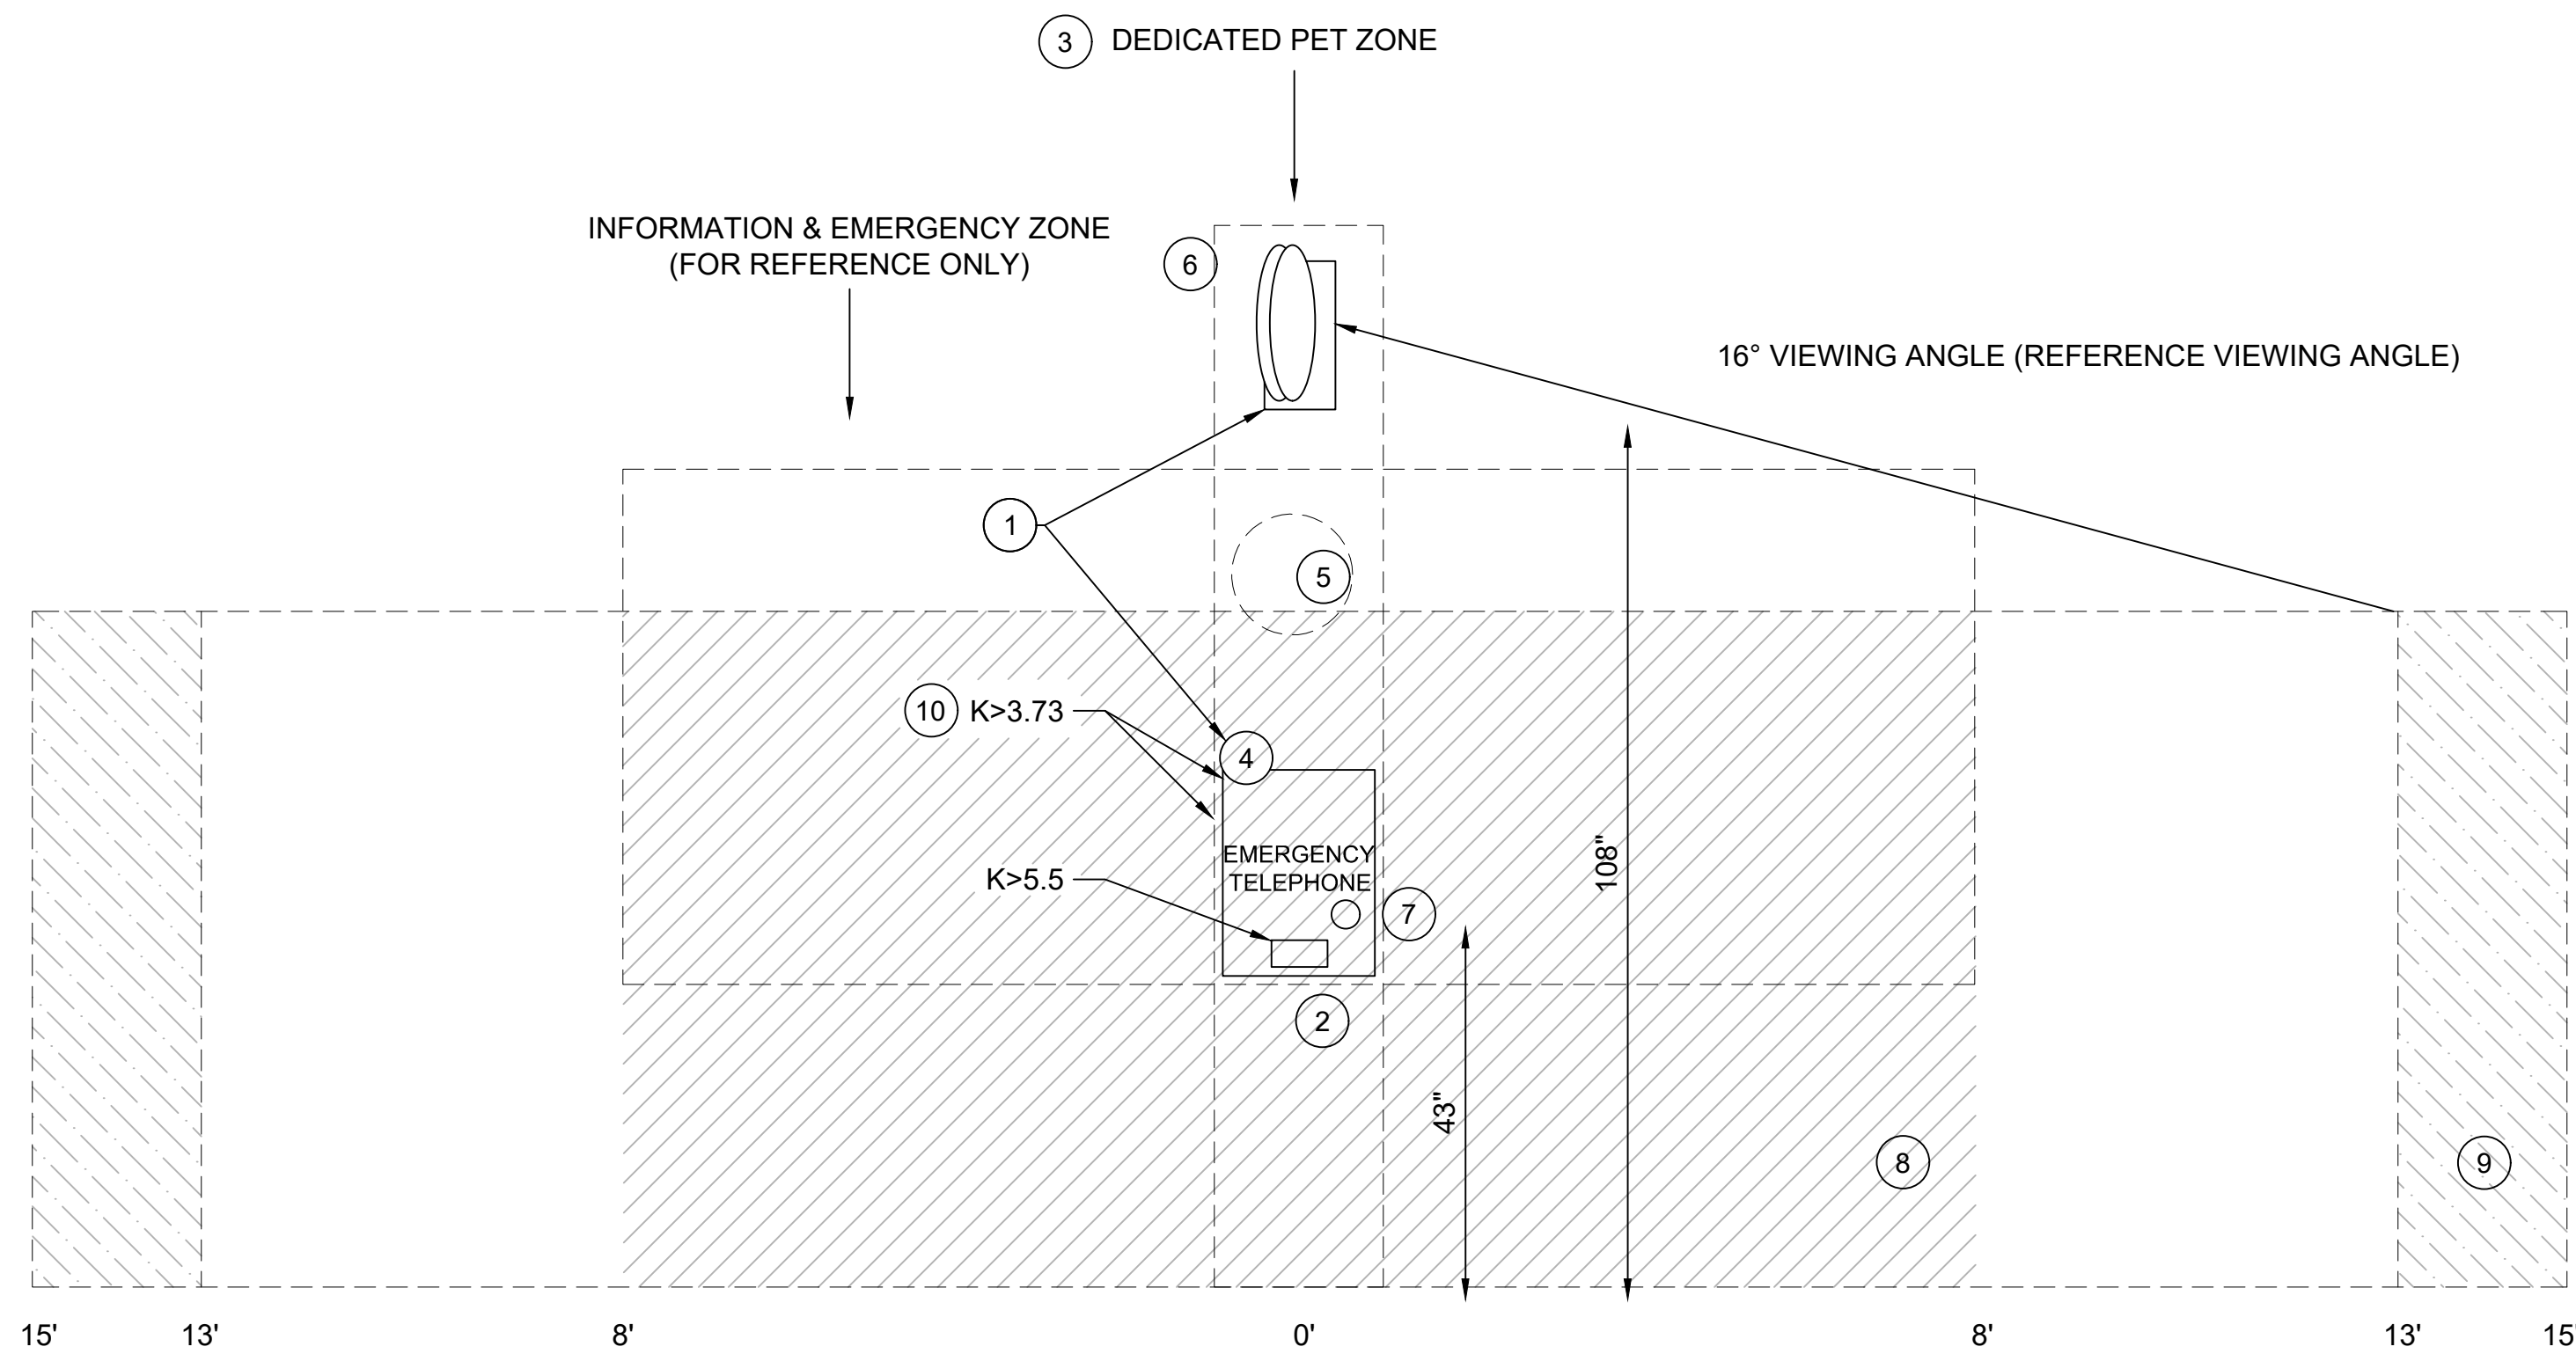 3 DEDICATED PET ZONE
INFORMATION & EMERGENCY ZONE
(FOR REFERENCE ONLY)
6
16° VIEWING ANGLE (REFERENCE VIEWING ANGLE)
1
5
10 K>3.73
4
EMERGENCY
TELEPHONE
K>5.5
7
108"
2
43"
8
9
15' 13' 8' 0' 8' 13' 15'